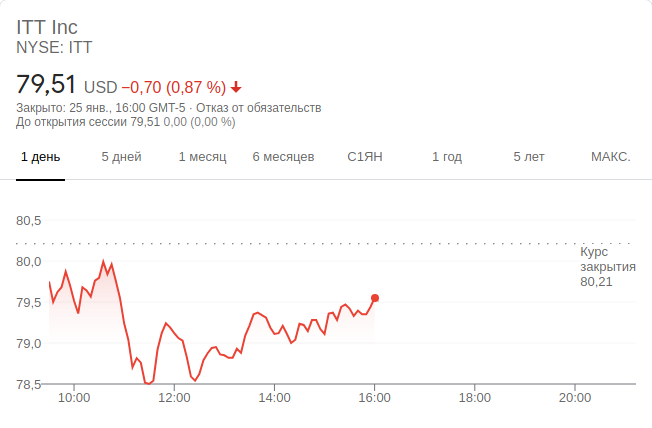 ITT Inc
NYSE: ITT
79,51 USD −0,70 (0,87 %)
Закрыто: 25 янв., 16:00 GMT-5 · Отказ от обязательств
До открытия сессии 79,51 0,00 (0,00 %)
1 день 5 дней 1 месяц 6 месяцев С1ЯН 1 год 5 лет МАКС.
80,5
Курс
закрытия
80,21
80,0
79,5
79,0
78,5
10:00 12:00 14:00 16:00 18:00 20:00